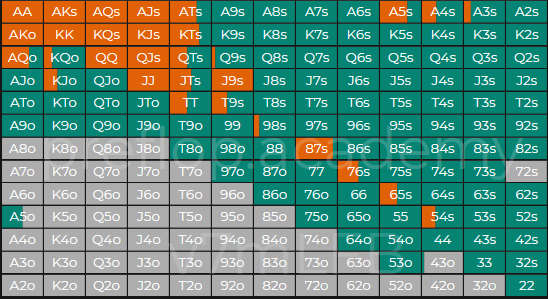 AA AKs AQs AJs ATs A9s A8s A7s A6s A5s A4s A3s A2s
AKo KK KQs KJs KTs K9s K8s K7s K6s K5s K4s K3s K2s
AQo KQo QQ QJs QTs Q9s Q8s Q7s Q6s Q5s Q4s Q3s Q2s
AJo KJo QJo JJ JTs J9s J8s J7s J6s J5s J4s J3s J2s
ATo KTo QTo JTo TT T9s T8s T7s T6s T5s T4s T3s T2s
A9o K9o Q9o J9o T9o 99 98s 97s 96s 95s 94s 93s 92s
A8o K8o Q8o J8o T8o 98o 88 87s 86s 85s 84s 83s 82s
preflop.academy
A7o K7o Q7o J7o T7o 97o 87o 77 76s 75s 74s 73s 72s
A6o K6o Q6o J6o T6o 96o 86o 76o 66 65s 64s 63s 62s
A5o K5o Q5o J5o T5o 95o 85o 75o 65o 55 54s 53s 52s
A4o K4o Q4o J4o T4o 94o 84o 74o 64o 54o 44 43s 42s
A3o K3o Q3o J3o T3o 93o 83o 73o 63o 53o 43o 33 32s
A2o K2o Q2o J2o T2o 92o 82o 72o 62o 52o 42o 32o 22